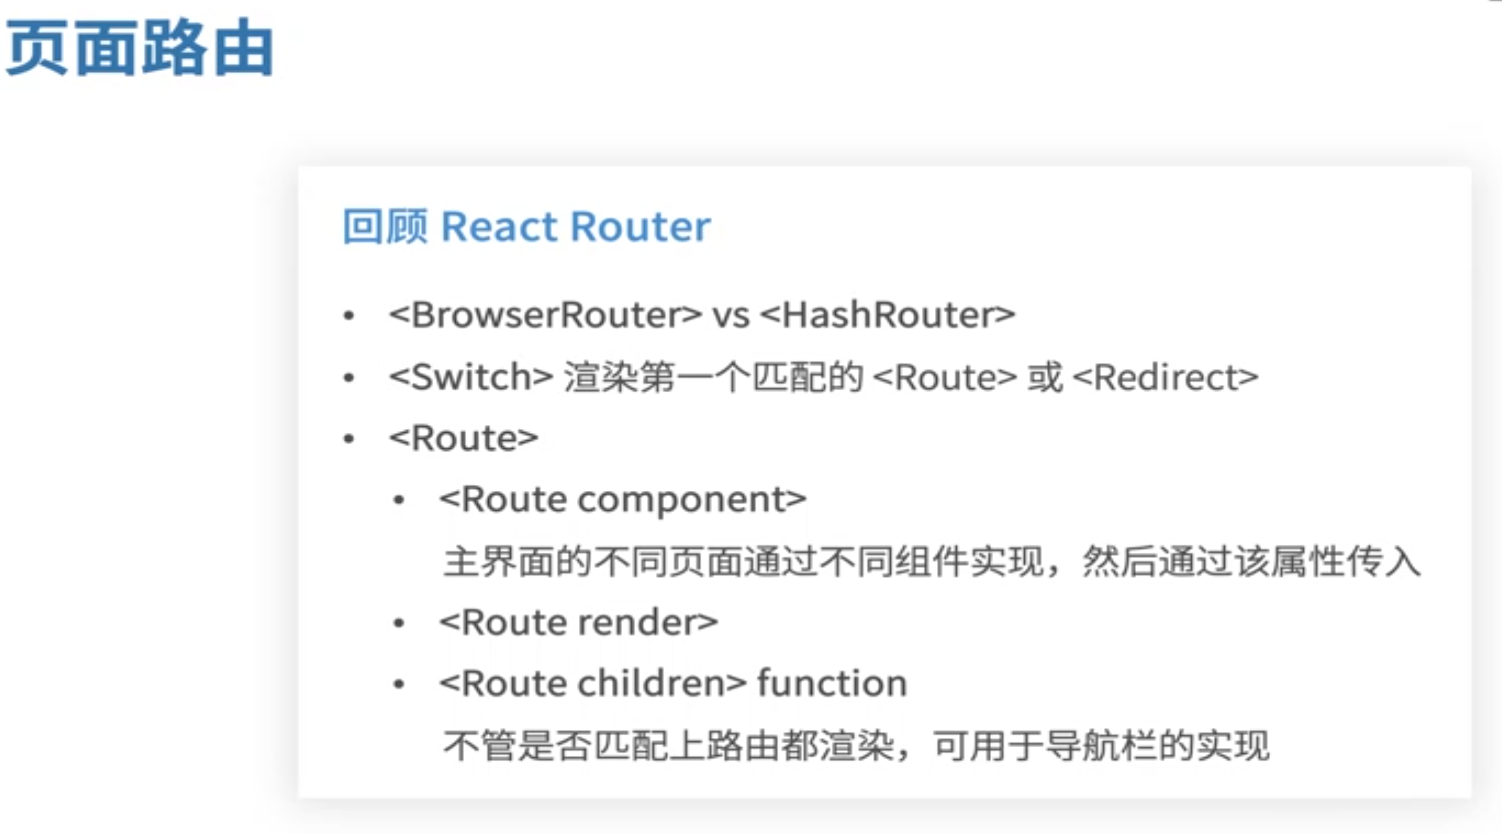 页面路由
回顾 React Router
• <BrowserRouter> vs <HashRouter>
• <Switch> 渲染第一个匹配的 <Route> 或 <Redirect>
• <Route>
• <Route component>
主界面的不同页面通过不同组件实现，然后通过该属性传入
• <Route render>
• <Route children> function
不管是否匹配上路由都渲染，可用于导航栏的实现